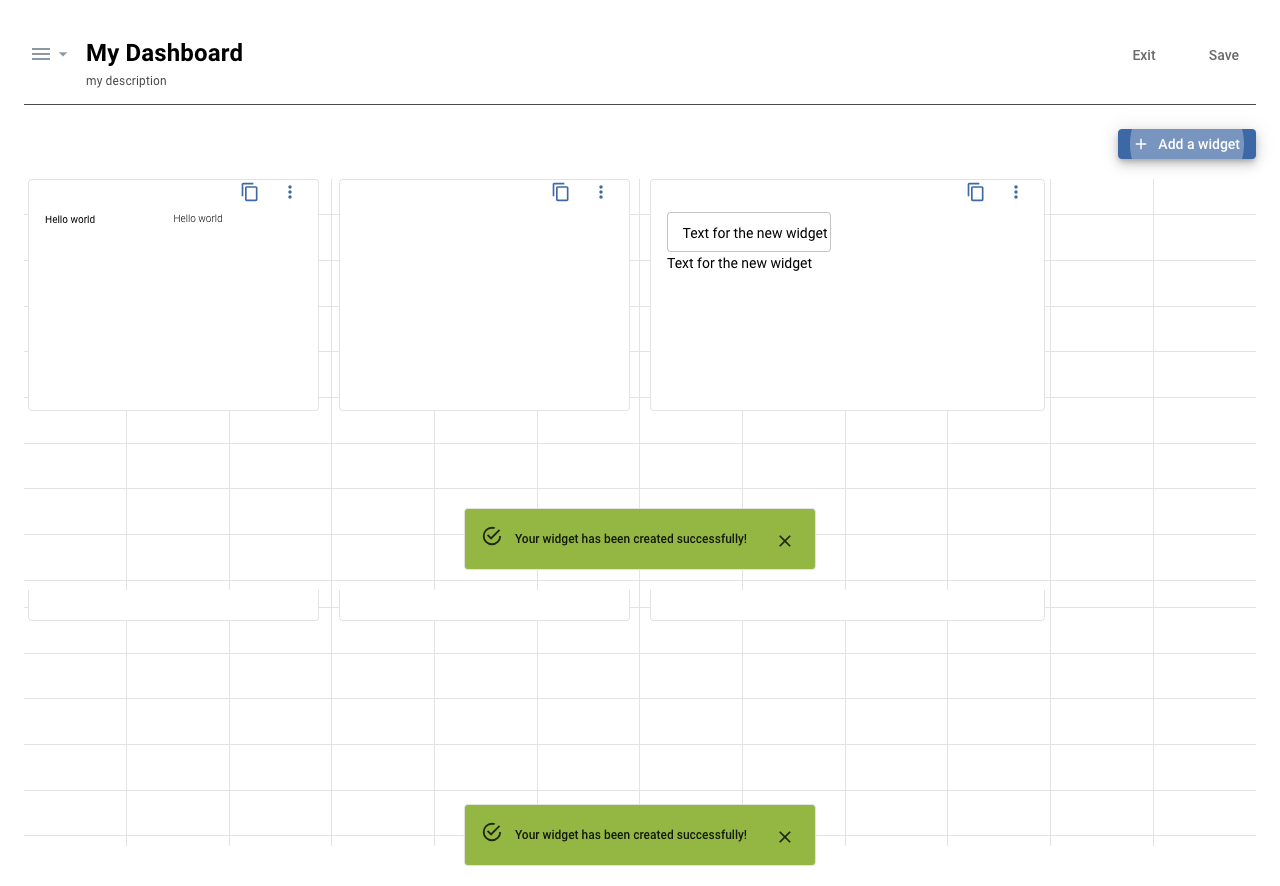 My Dashboard
my description
Exit
Save
Add a widget
Hello world
Hello world
Text for the new widget
Text for the new widget
Your widget has been created successfully!
Your widget has been created successfully!